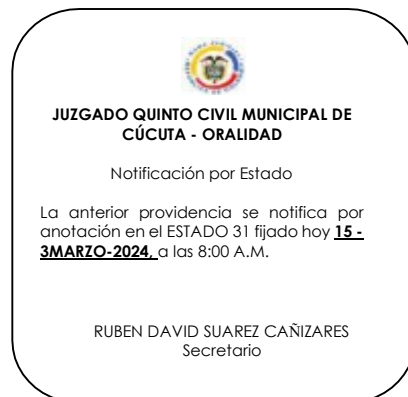 JUZGADO QUINTO CIVIL MUNICIPAL DE
CÚCUTA - ORALIDAD
Notificación por Estado
La anterior providencia se notifica por
anotación en el ESTADO 31 fijado hoy 15 -
3MARZO-2024, a las 8:00 A.M.
RUBEN DAVID SUAREZ CAÑIZARES
Secretario